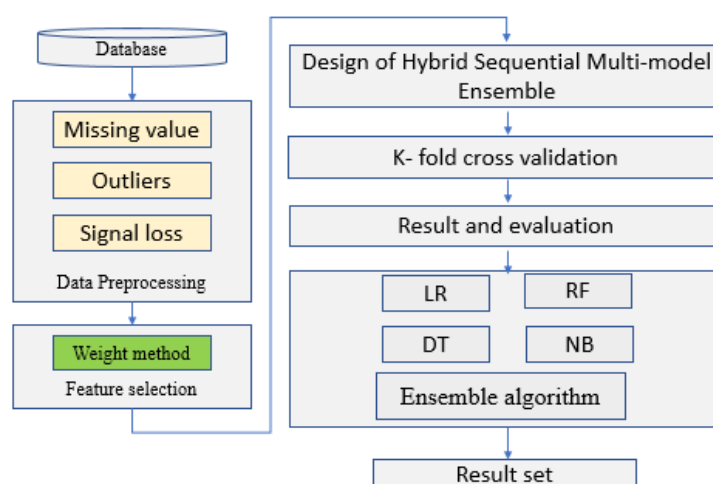 Database
Missing value
Outliers
Signal loss
Data Preprocessing
Weight method
Feature selection
Design of Hybrid Sequential Multi-model
Ensemble
K- fold cross validation
Result and evaluation
LR
RF
DT
NB
Ensemble algorithm
Result set